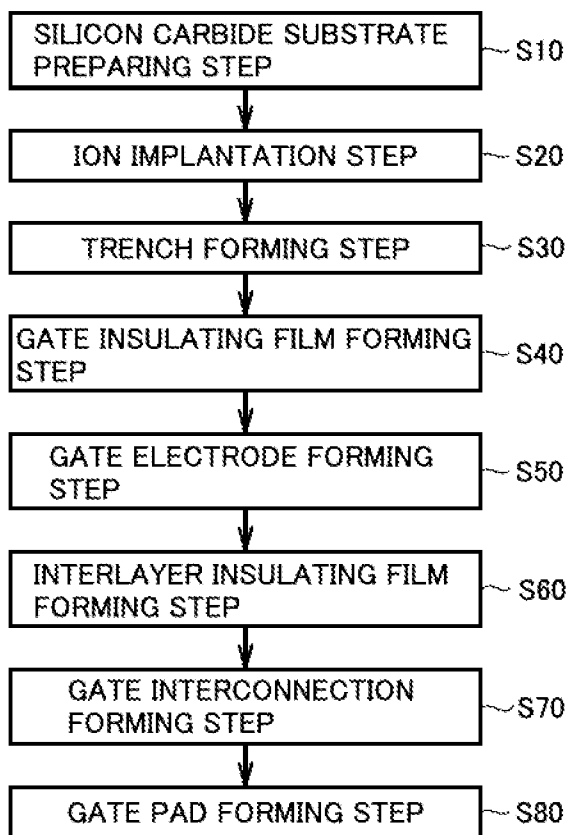 SILICON CARBIDE SUBSTRATE
PREPARING STEP
S10
ION IMPLANTATION STEP
S20
TRENCH FORMING STEP
S30
GATE INSULATING FILM FORMING
STEP
S40
GATE ELECTRODE FORMING
STEP
S50
INTERLAYER INSULATING FILM
FORMING STEP
S60
GATE INTERCONNECTION
FORMING STEP
S70
GATE PAD FORMING STEP
S80